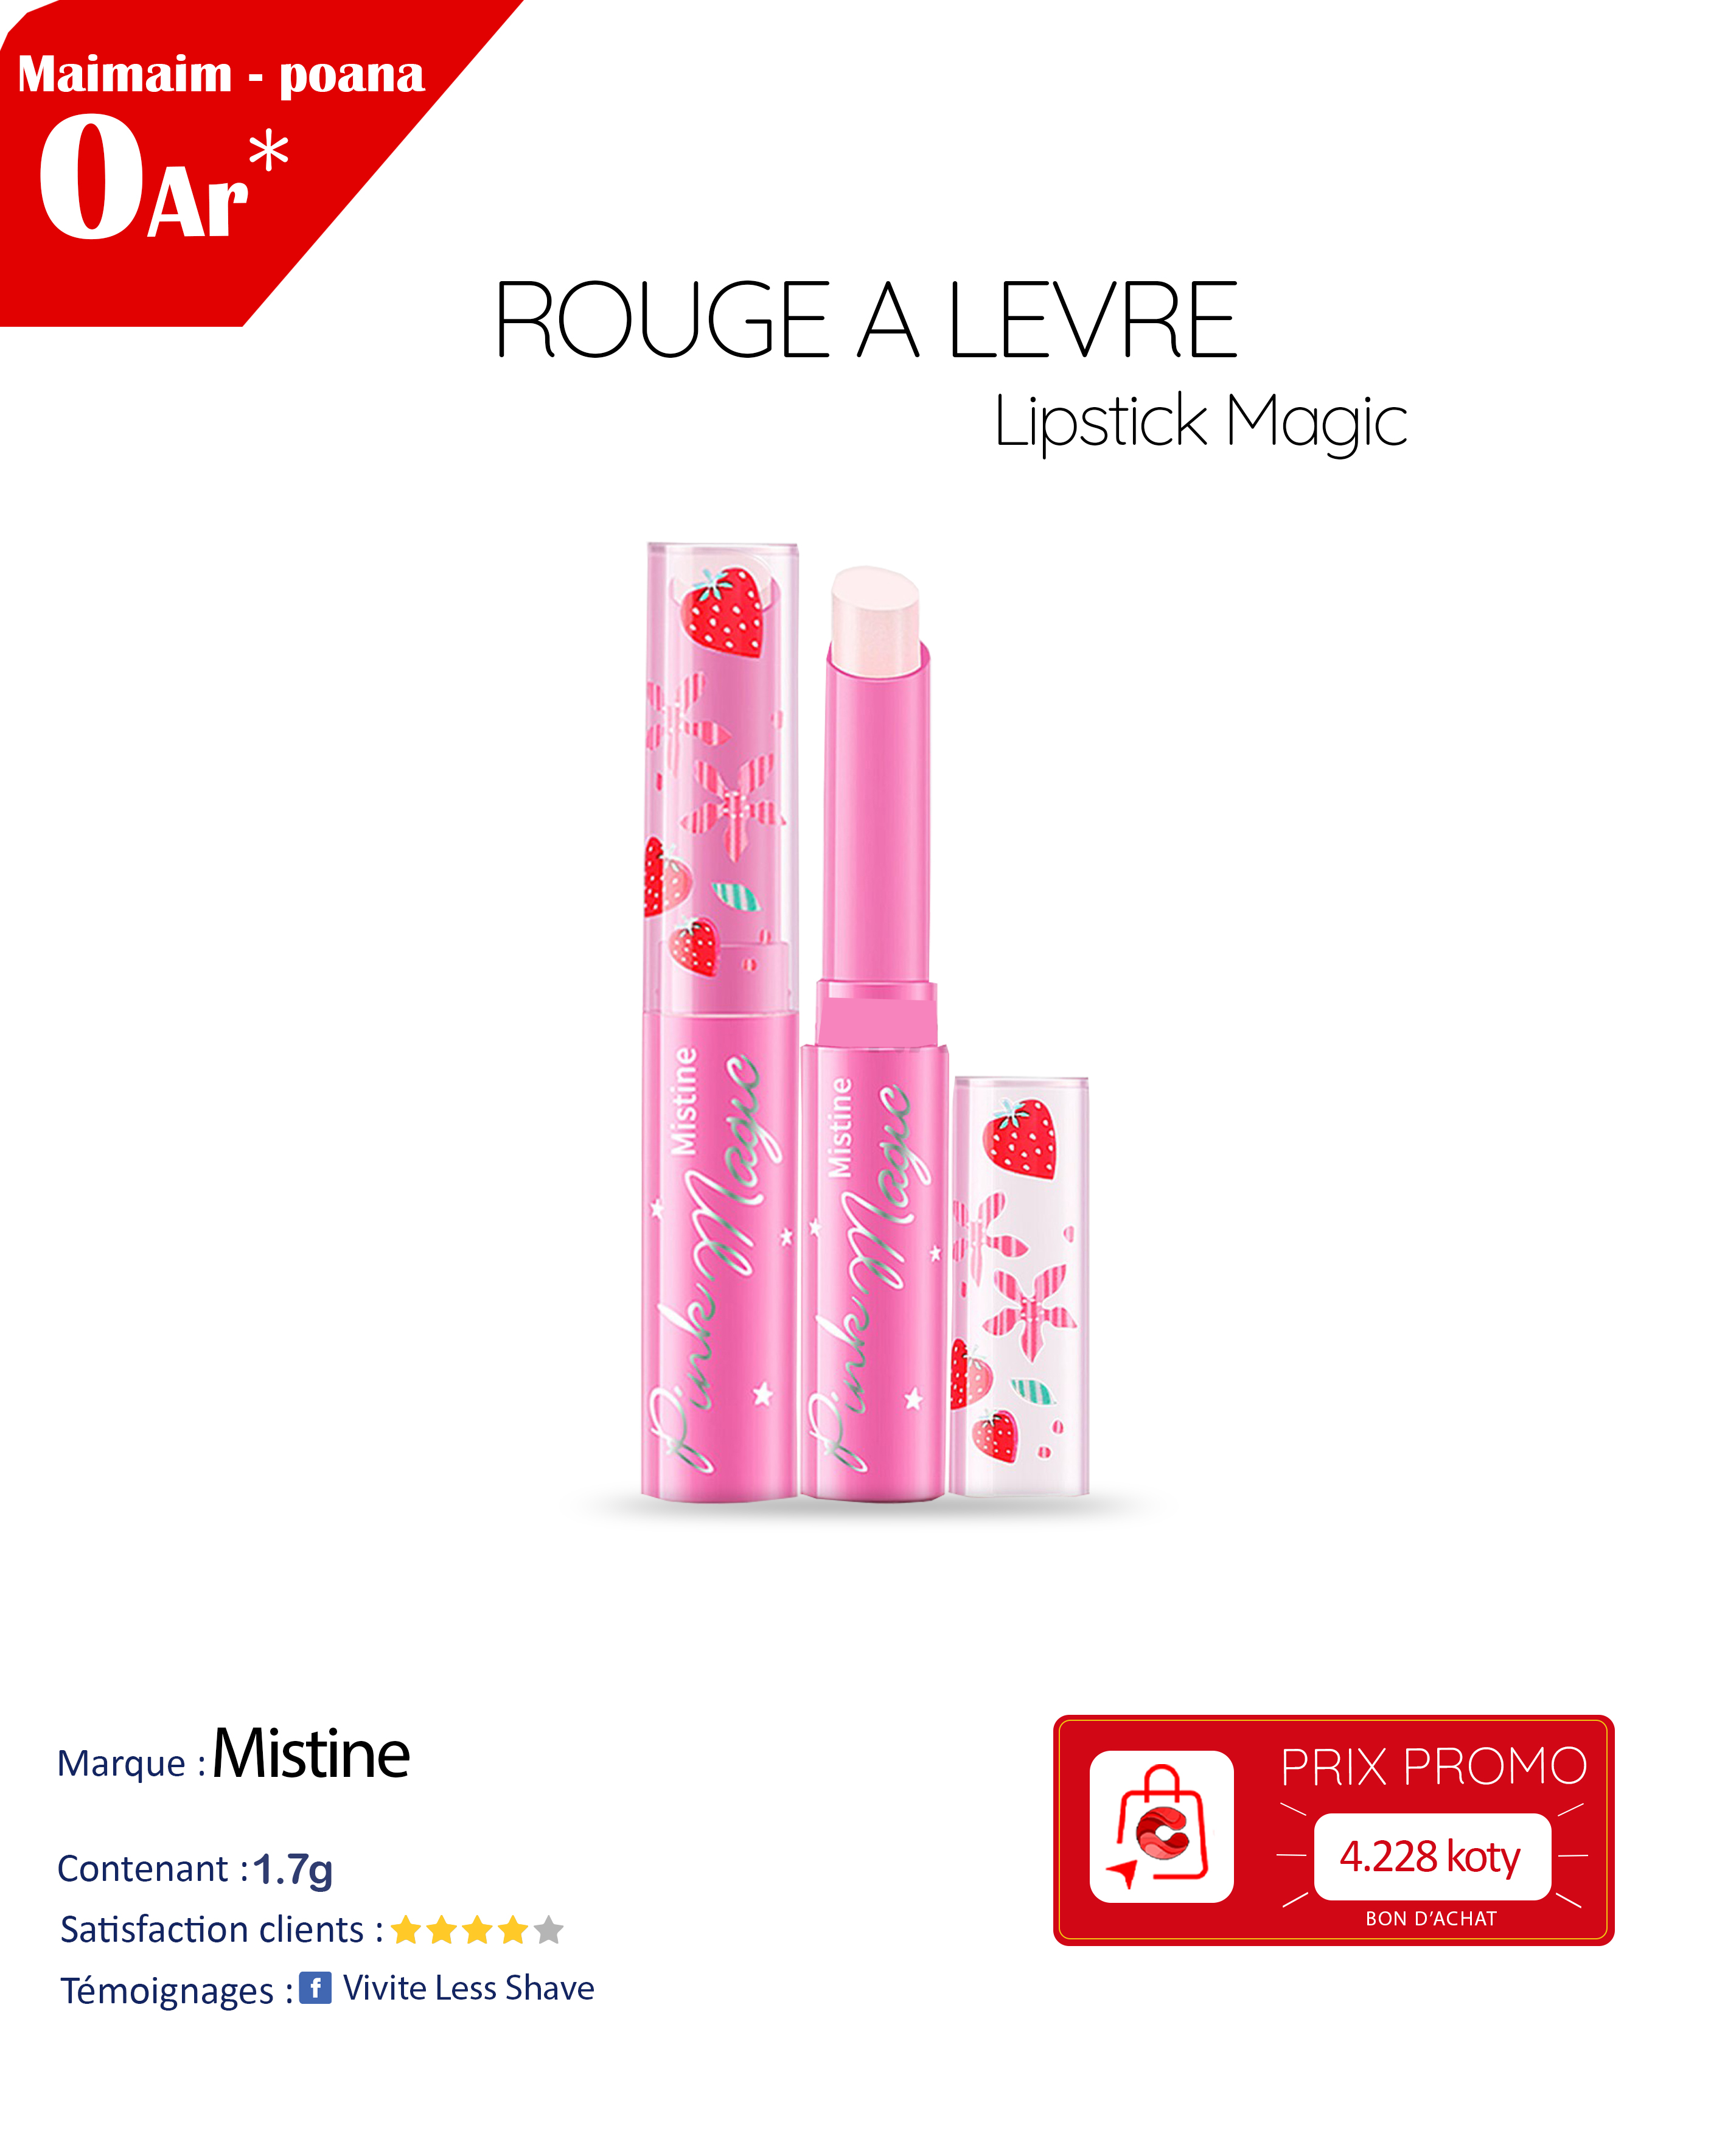 Maimaim - poana
0Ar*
ROUGE A LEVRE
Lipstick Magic
Mistine
Pink Magic
Mistine
Pink Magic
Marque : Mistine
Contenant : 1.7g
Satisfaction clients :
Témoignages : f Vivite Less Shave
PRIX PROMO
4.228 koty
BON D'ACHAT